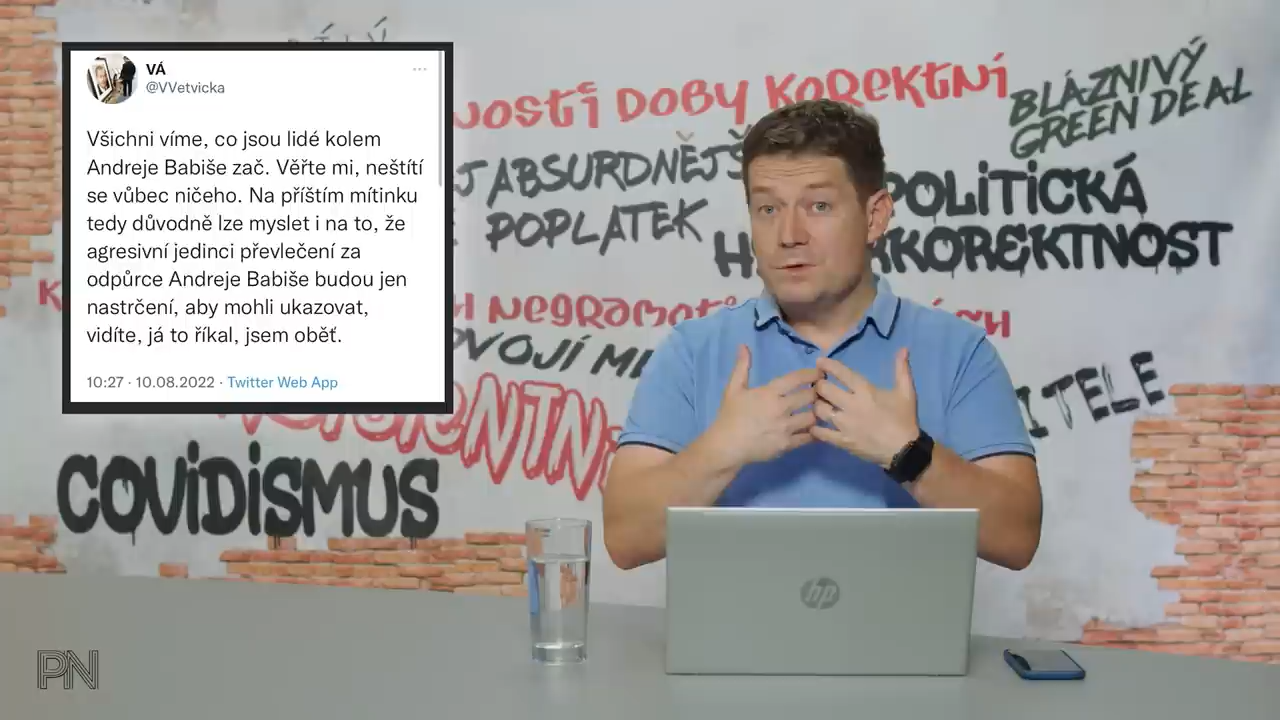 VÁ
@VVetvicka
Všichni víme, co jsou lidé kolem
Andreje Babiše zač. Věřte mi, neštítí
se vůbec ničeho. Na příštím mítinku
tedy důvodně lze myslet i na to, že
agresivní jedinci převlečení za
odpůrce Andreje Babiše budou jen
nastrčení, aby mohli ukazovat,
vidíte, já to říkal, jsem oběť.
10:27 · 10.08.2022 · Twitter Web App
DOBY KOREKTNÍ
BLÁZNIVÝ
GREEN DEAL
POPLATEK
POLITICKÁ
KOREKTNOST
COVIDISMUS
hp
PN